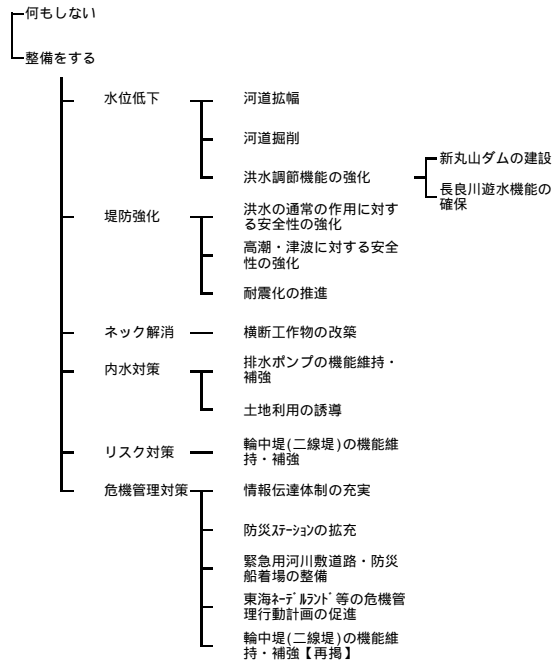 何もしない
整備をする
水位低下
河道拡幅
河道掘削
洪水調節機能の強化
新丸山ダムの建設
長良川遊水機能の
確保
堤防強化
洪水の通常の作用に対す
る安全性の強化
高潮・津波に対する安全
性の強化
耐震化の推進
ネック解消
横断工作物の改築
内水対策
排水ポンプの機能維持・
補強
土地利用の誘導
リスク対策
輪中堤(二線堤)の機能維
持・補強
危機管理対策
情報伝達体制の充実
防災ｽﾃｰｼｮﾝの拡充
緊急用河川敷道路・防災
船着場の整備
東海ﾈｰﾃﾞﾙﾗﾝﾄﾞ等の危機管
理行動計画の促進
輪中堤(二線堤)の機能維
持・補強【再掲】